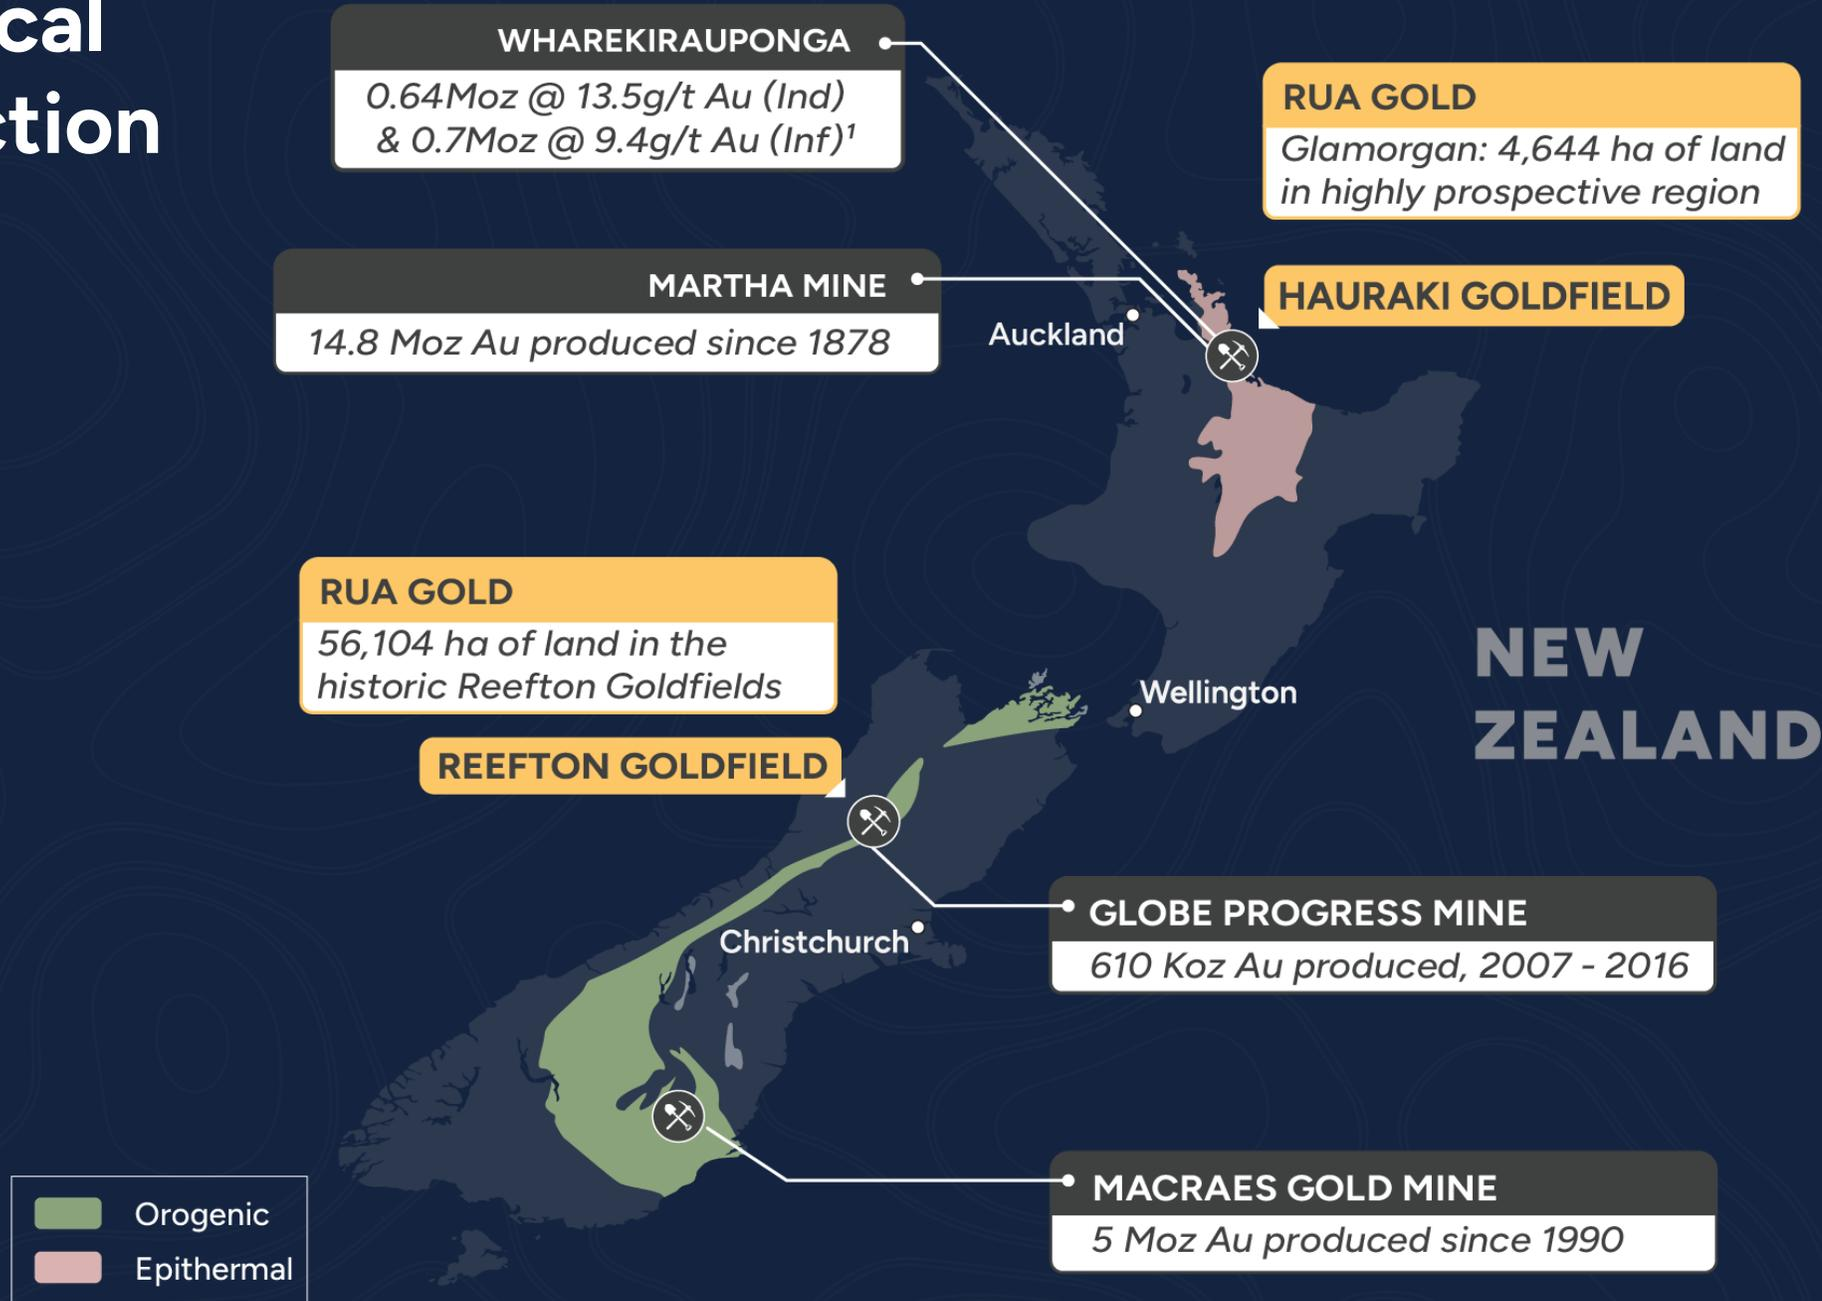 cal
ction
WHAREKIRAUPONGA
0.64Moz @ 13.5g/t Au (Ind)
& 0.7Moz @ 9.4g/t Au (Inf)¹
RUA GOLD
Glamorgan: 4,644 ha of land
in highly prospective region
MARTHA MINE
14.8 Moz Au produced since 1878
HAURAKI GOLDFIELD
Auckland
RUA GOLD
56,104 ha of land in the
historic Reefton Goldfields
REEFTON GOLDFIELD
Wellington
NEW
ZEALAND
GLOBE PROGRESS MINE
610 Koz Au produced, 2007 - 2016
Christchurch
MACRAES GOLD MINE
5 Moz Au produced since 1990
Orogenic
Epithermal